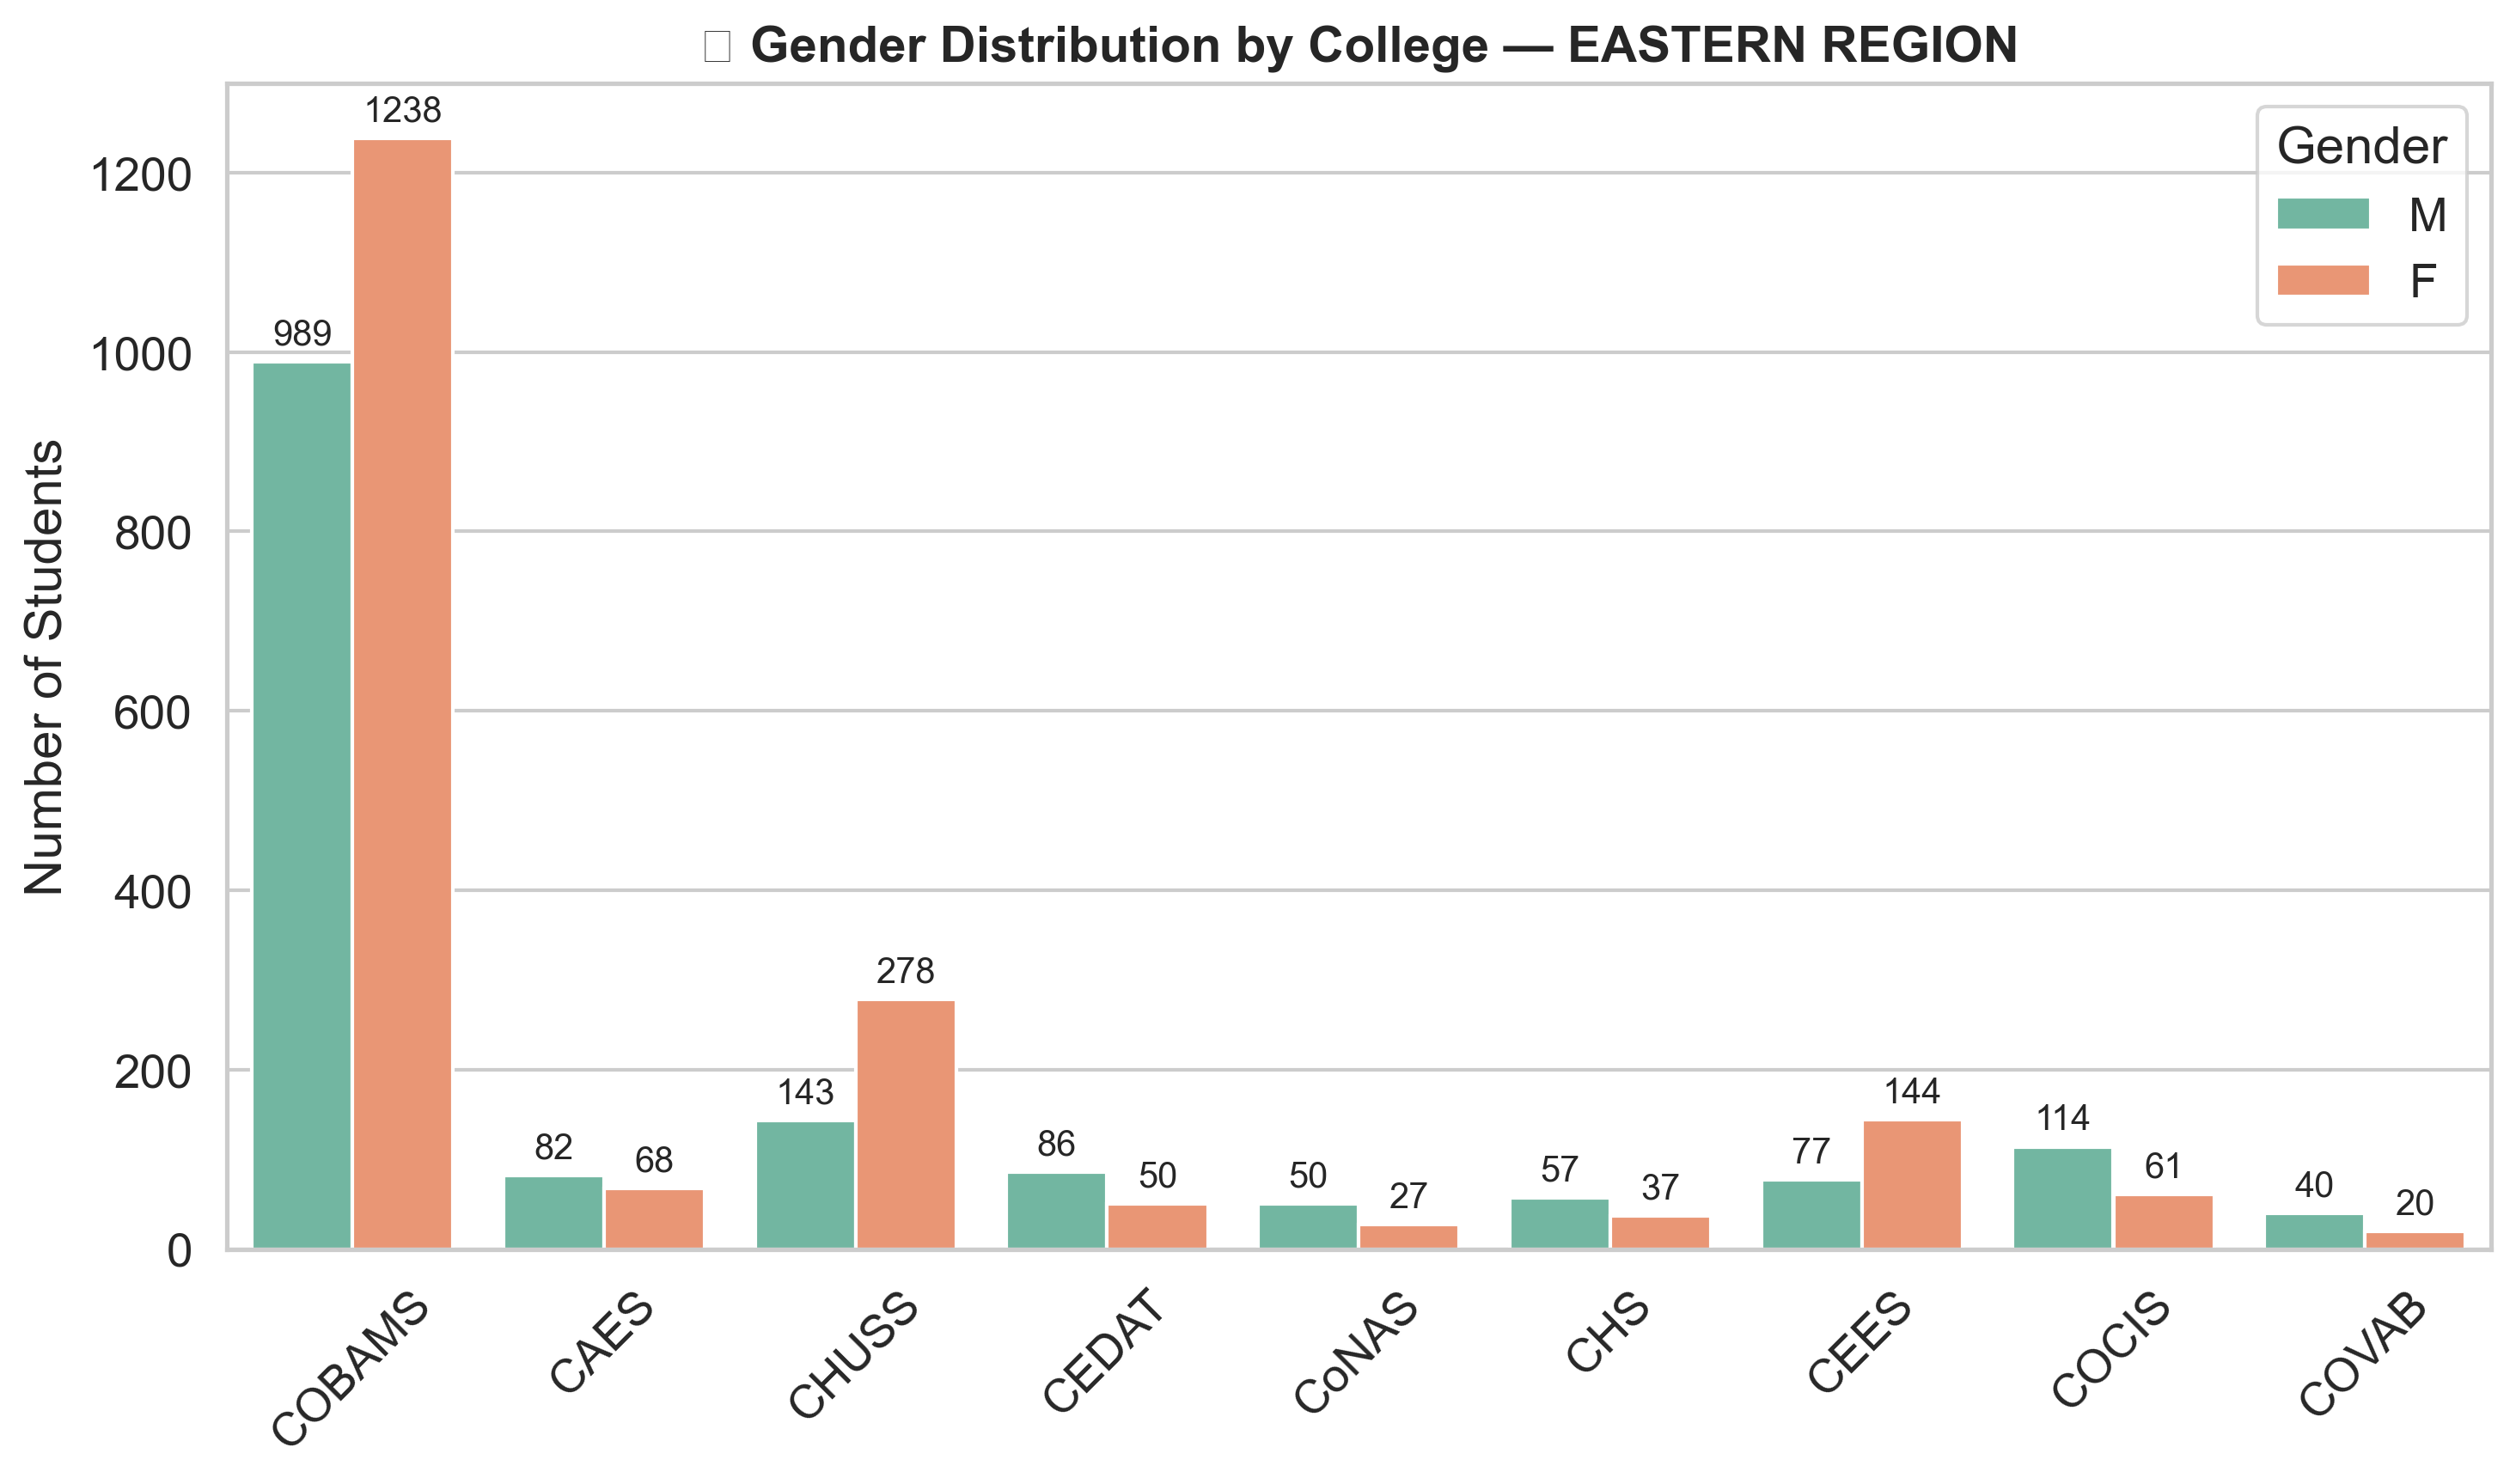 Gender Distribution by College — EASTERN REGION
Number of Students
1200
1000
800
600
400
200
0
Gender
M
F
989
1238
82
68
143
278
86
50
50
27
57
37
77
144
114
61
40
20
COBAMS
CAES
CHUSS
CEDAT
CoNAS
CHS
CEES
COCIS
COVAB